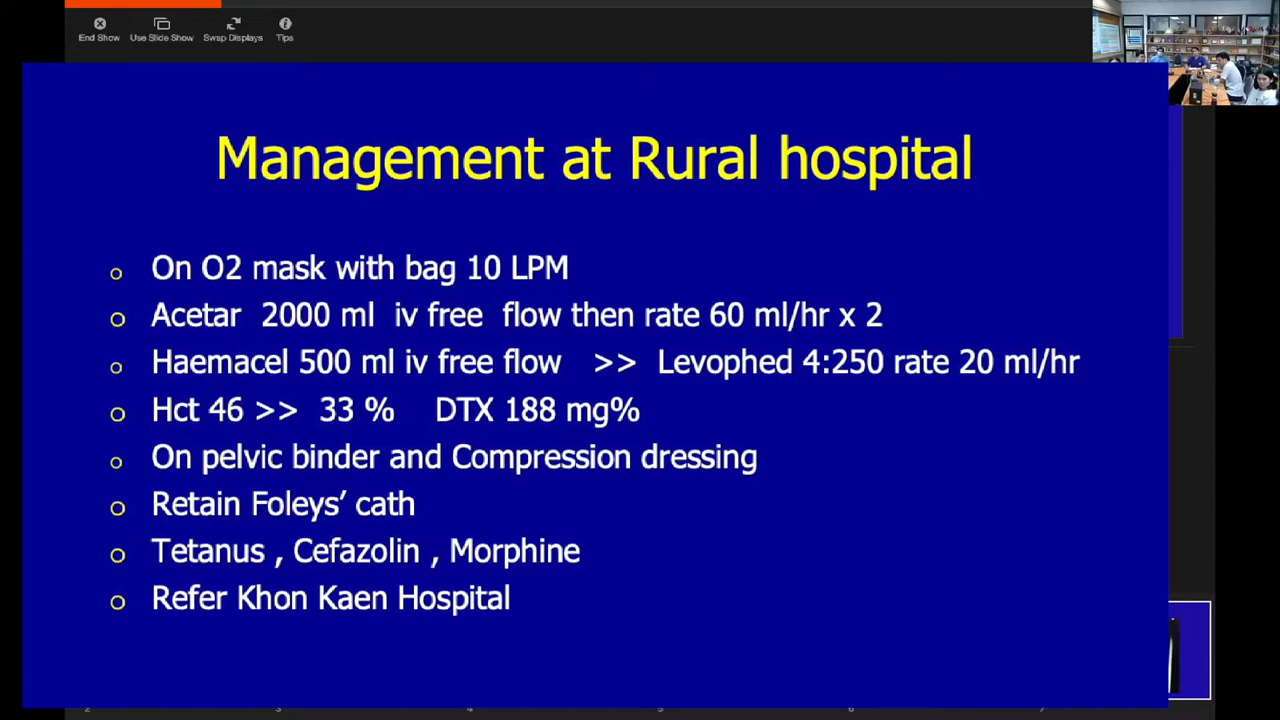 End Show Use Slide Show Swap Displays Tips
Management at Rural hospital
o On O2 mask with bag 10 LPM
o Acetar 2000 ml iv free flow then rate 60 ml/hr x 2
o Haemacel 500 ml iv free flow >> Levophed 4:250 rate 20 ml/hr
o Hct 46 >> 33 % DTX 188 mg%
o On pelvic binder and Compression dressing
o Retain Foleys’ cath
o Tetanus , Cefazolin , Morphine
o Refer Khon Kaen Hospital